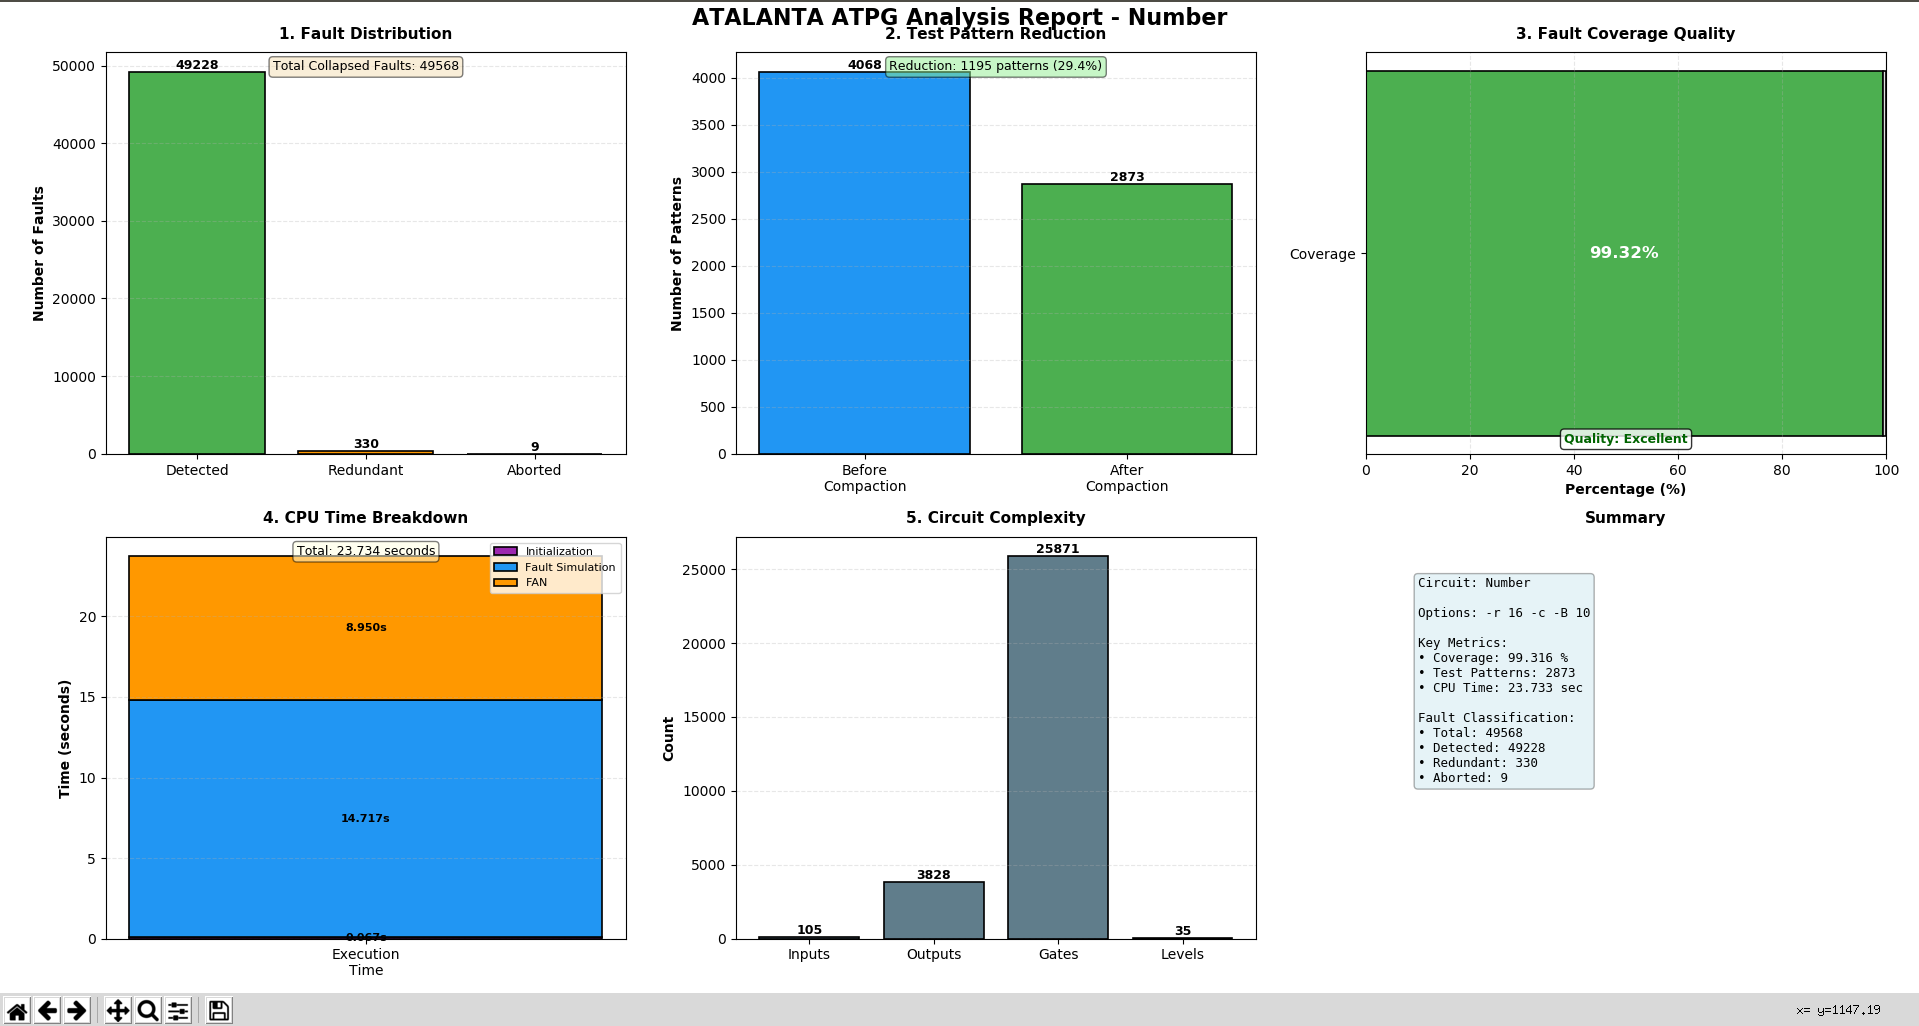 ATALANTA ATPG Analysis Report - Number
1. Fault Distribution
Number of Faults
50000
40000
30000
20000
10000
0
49228
Total Collapsed Faults: 49568
330
9
Detected
Redundant
Aborted
2. Test Pattern Reduction
Number of Patterns
4000
3500
3000
2500
2000
1500
1000
500
0
4068
Reduction: 1195 patterns (29.4%)
2873
Before
Compaction
After
Compaction
3. Fault Coverage Quality
Coverage
99.32%
Quality: Excellent
0
20
40
60
80
100
Percentage (%)
4. CPU Time Breakdown
Time (seconds)
20
15
10
5
0
Total: 23.734 seconds
Initialization
Fault Simulation
FAN
8.950s
14.717s
0.067s
Execution
Time
5. Circuit Complexity
Count
25000
20000
15000
10000
5000
0
105
3828
25871
35
Inputs
Outputs
Gates
Levels
Summary
Circuit: Number
Options: -r 16 -c -B 10
Key Metrics:
• Coverage: 99.316 %
• Test Patterns: 2873
• CPU Time: 23.733 sec
Fault Classification:
• Total: 49568
• Detected: 49228
• Redundant: 330
• Aborted: 9
x= y=1147.19